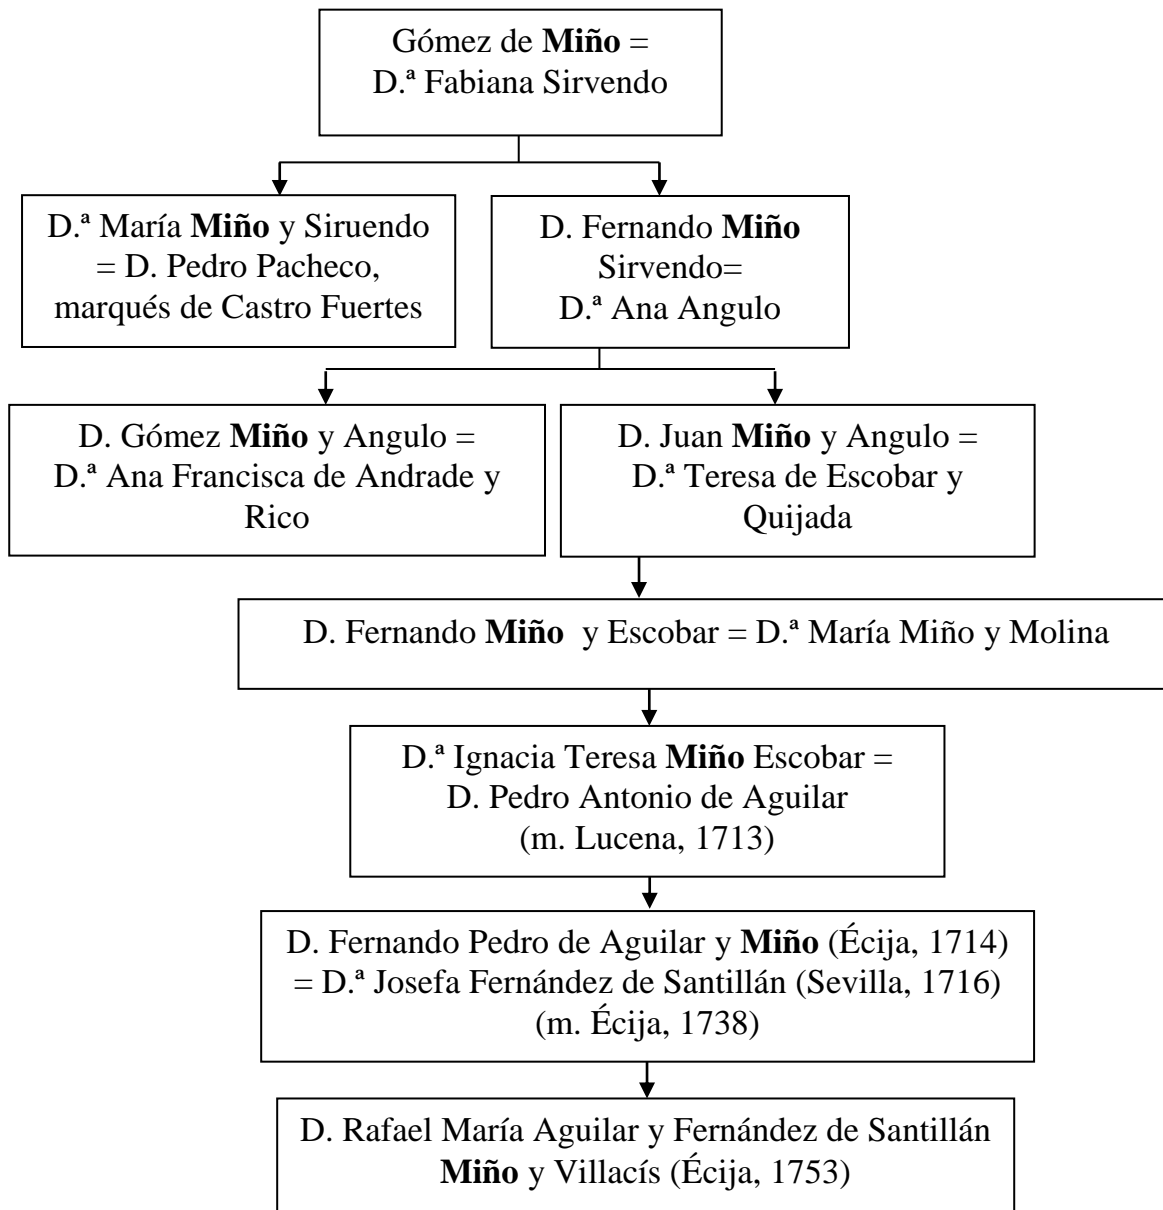 Gómez de Miño =
D.ª Fabiana Sirvendo
D.ª María Miño y Siruendo
= D. Pedro Pacheco,
marqués de Castro Fuertes
D. Fernando Miño
Sirvendo=
D.ª Ana Angulo
D. Gómez Miño y Angulo =
D.ª Ana Francisca de Andrade y
Rico
D. Juan Miño y Angulo =
D.ª Teresa de Escobar y
Quijada
D. Fernando Miño y Escobar = D.ª María Miño y Molina
D.ª Ignacia Teresa Miño Escobar =
D. Pedro Antonio de Aguilar
(m. Lucena, 1713)
D. Fernando Pedro de Aguilar y Miño (Écija, 1714)
= D.ª Josefa Fernández de Santillán (Sevilla, 1716)
(m. Écija, 1738)
D. Rafael María Aguilar y Fernández de Santillán
Miño y Villacís (Écija, 1753)